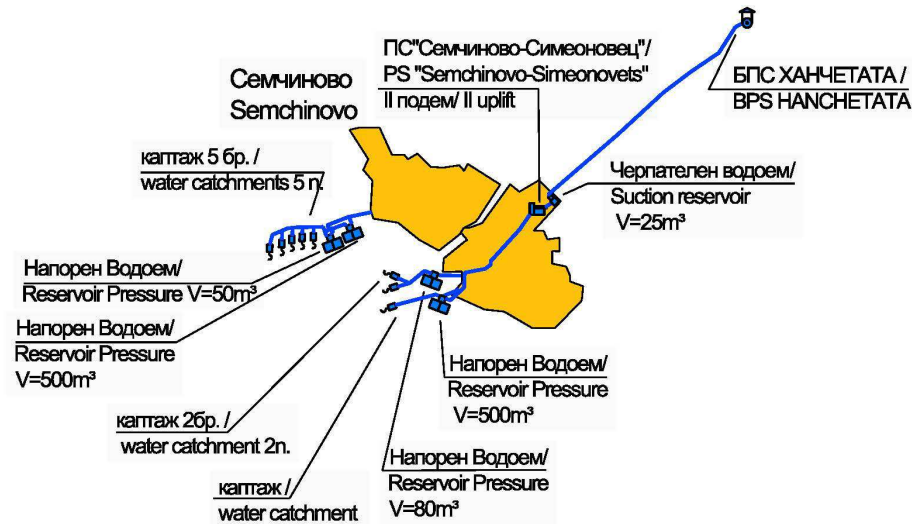 ПС"Семчиново-Симеоновец"/
PS "Semchinovo-Simeonovets"
II подем/ II uplift
БПС ХАНЧЕТАТА /
BPS HANCHETATA
Семчиново
Semchinovo
каптаж 5 бр. /
water catchments 5 n.
Черпателен водоем/
Suction reservoir
V=25m³
Напорен Водоем/
Reservoir Pressure V=50m³
Напорен Водоем/
Reservoir Pressure
V=500m³
Напорен Водоем/
Reservoir Pressure
V=500m³
каптаж 2бр. /
water catchment 2n.
Напорен Водоем/
Reservoir Pressure
V=80m³
каптаж /
water catchment